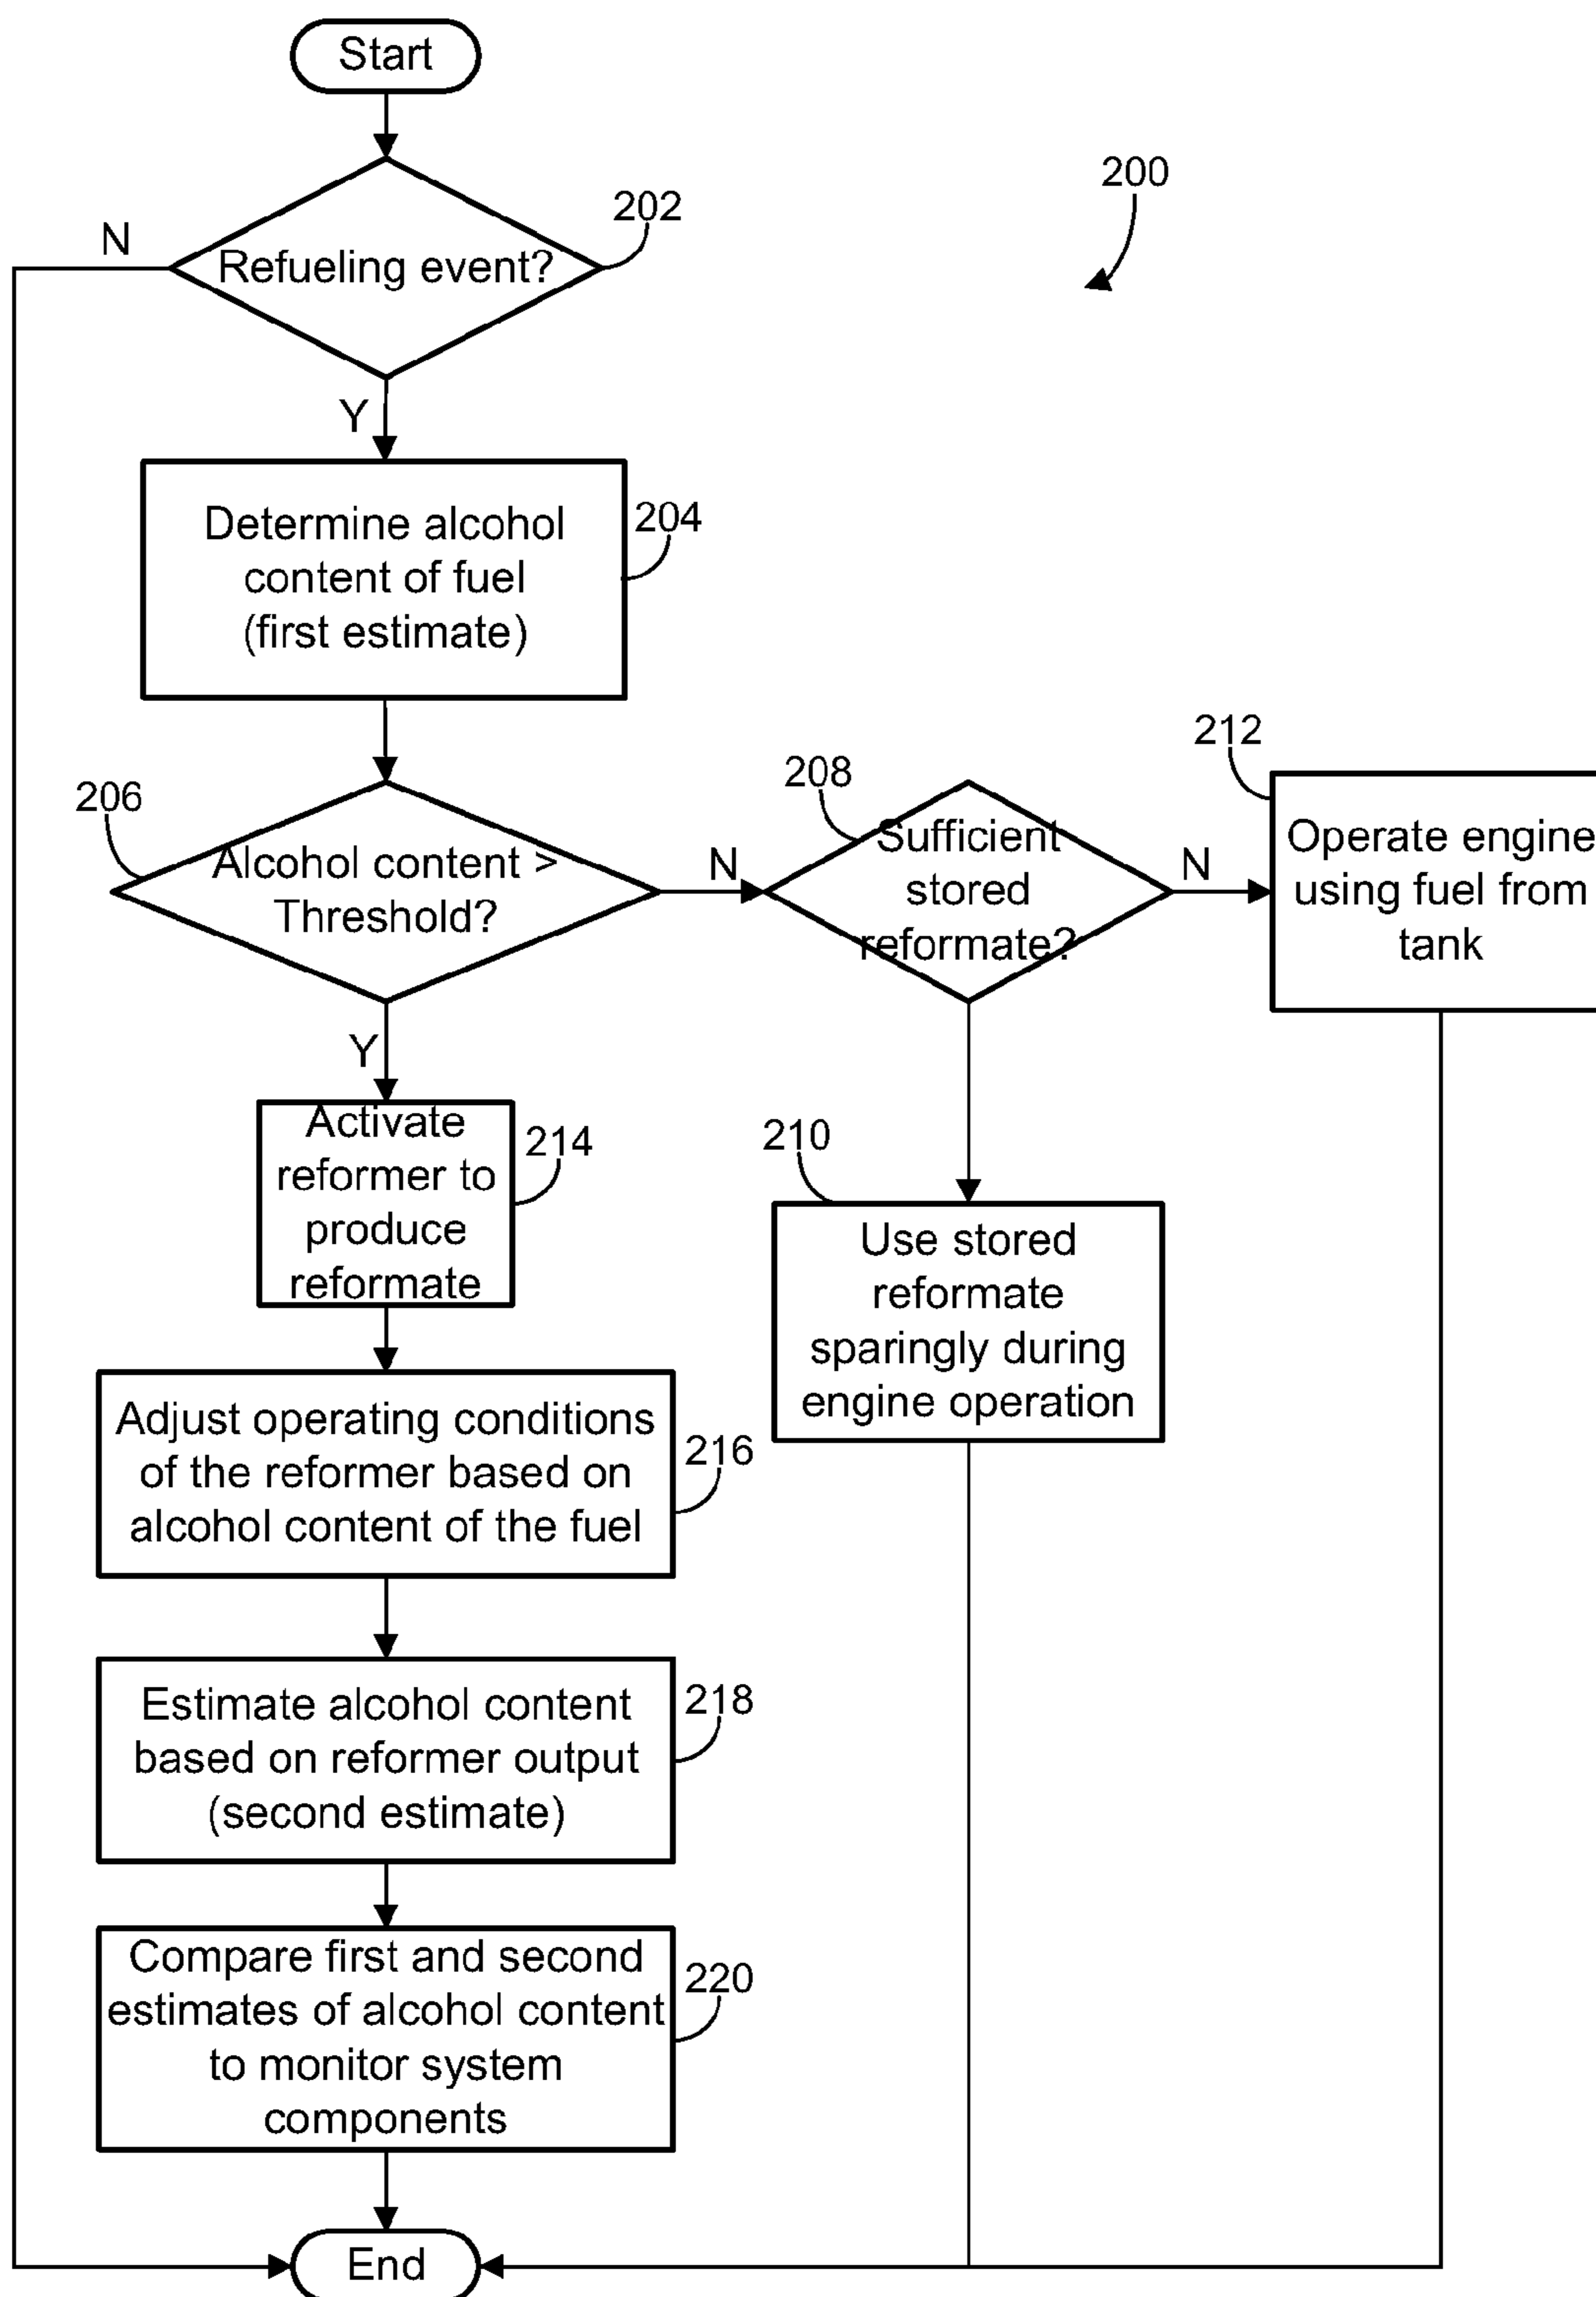 Start
200
202
N
Refueling event?
Y
204
Determine alcohol
content of fuel
(first estimate)
206
Alcohol content >
Threshold?
N
208
Sufficient
stored
reformate?
N
212
Operate engine
using fuel from
tank
Y
214
Activate
reformer to
produce
reformate
210
Use stored
reformate
sparingly during
engine operation
216
Adjust operating conditions
of the reformer based on
alcohol content of the fuel
218
Estimate alcohol content
based on reformer output
(second estimate)
220
Compare first and second
estimates of alcohol content
to monitor system
components
End